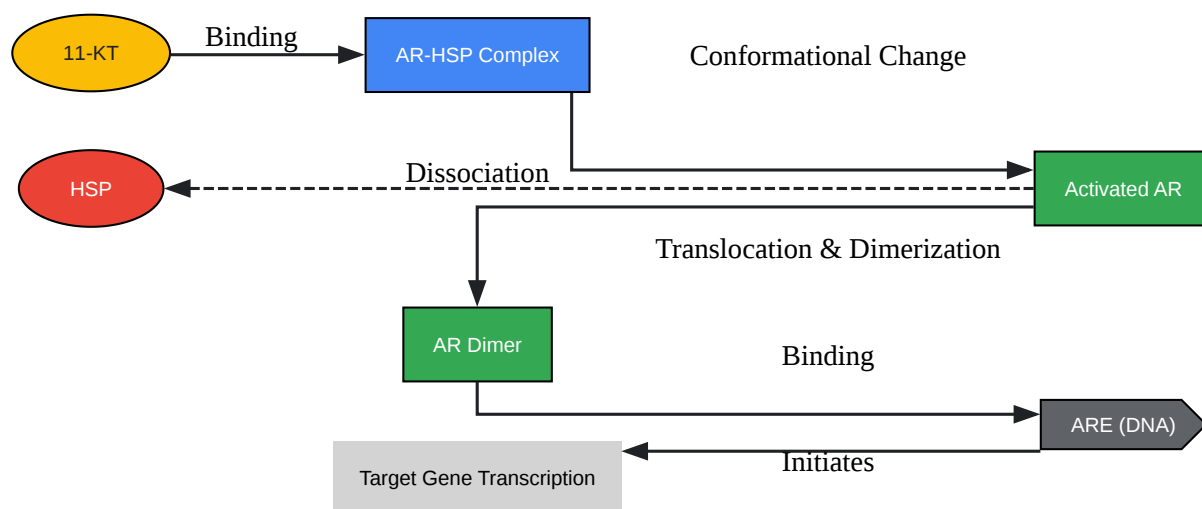 11-KT
Binding
AR-HSP Complex
Conformational Change
HSP
Dissociation
Activated AR
Translocation & Dimerization
AR Dimer
Binding
ARE (DNA)
Initiates
Target Gene Transcription